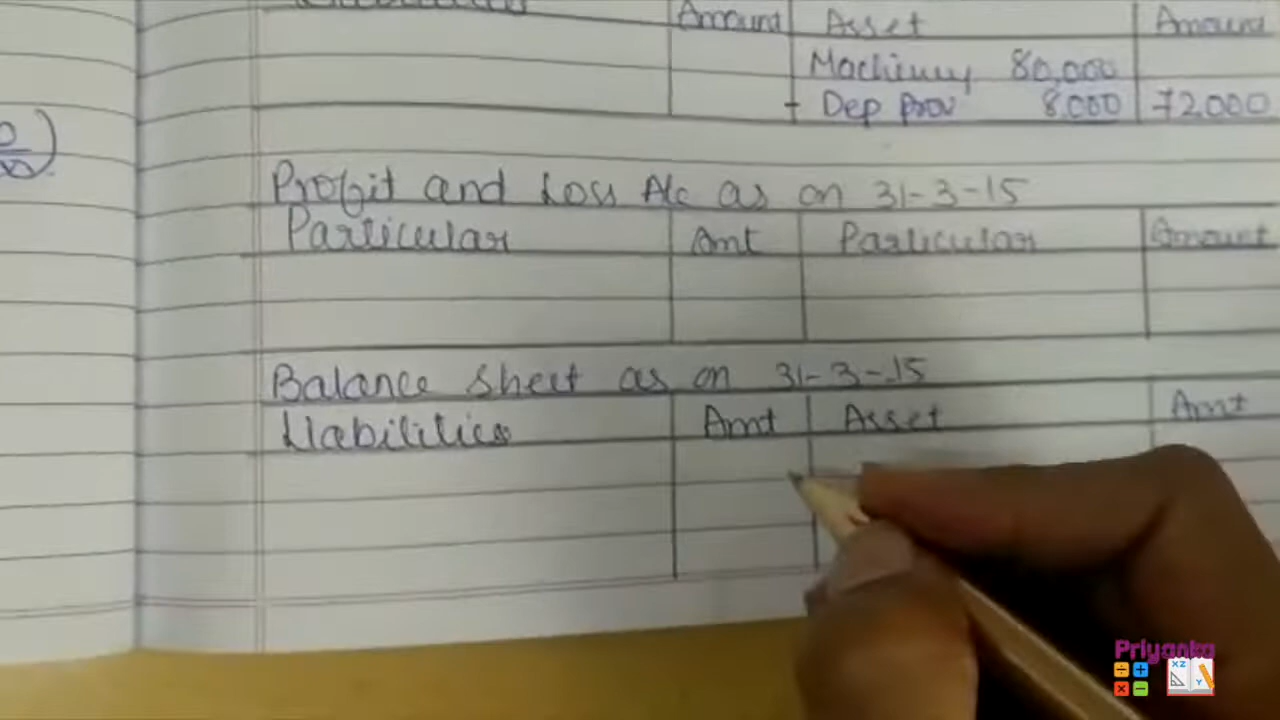 Amount Asset Amount
Machinery 80,000
- Dep prov 8,000 72,000
Profit and Loss A/c as on 31-3-15
Particular Amt Particular Amount
Balance sheet as on 31-3-15
Liabilities Amt Asset Amt
Priyanka
XZ
Y